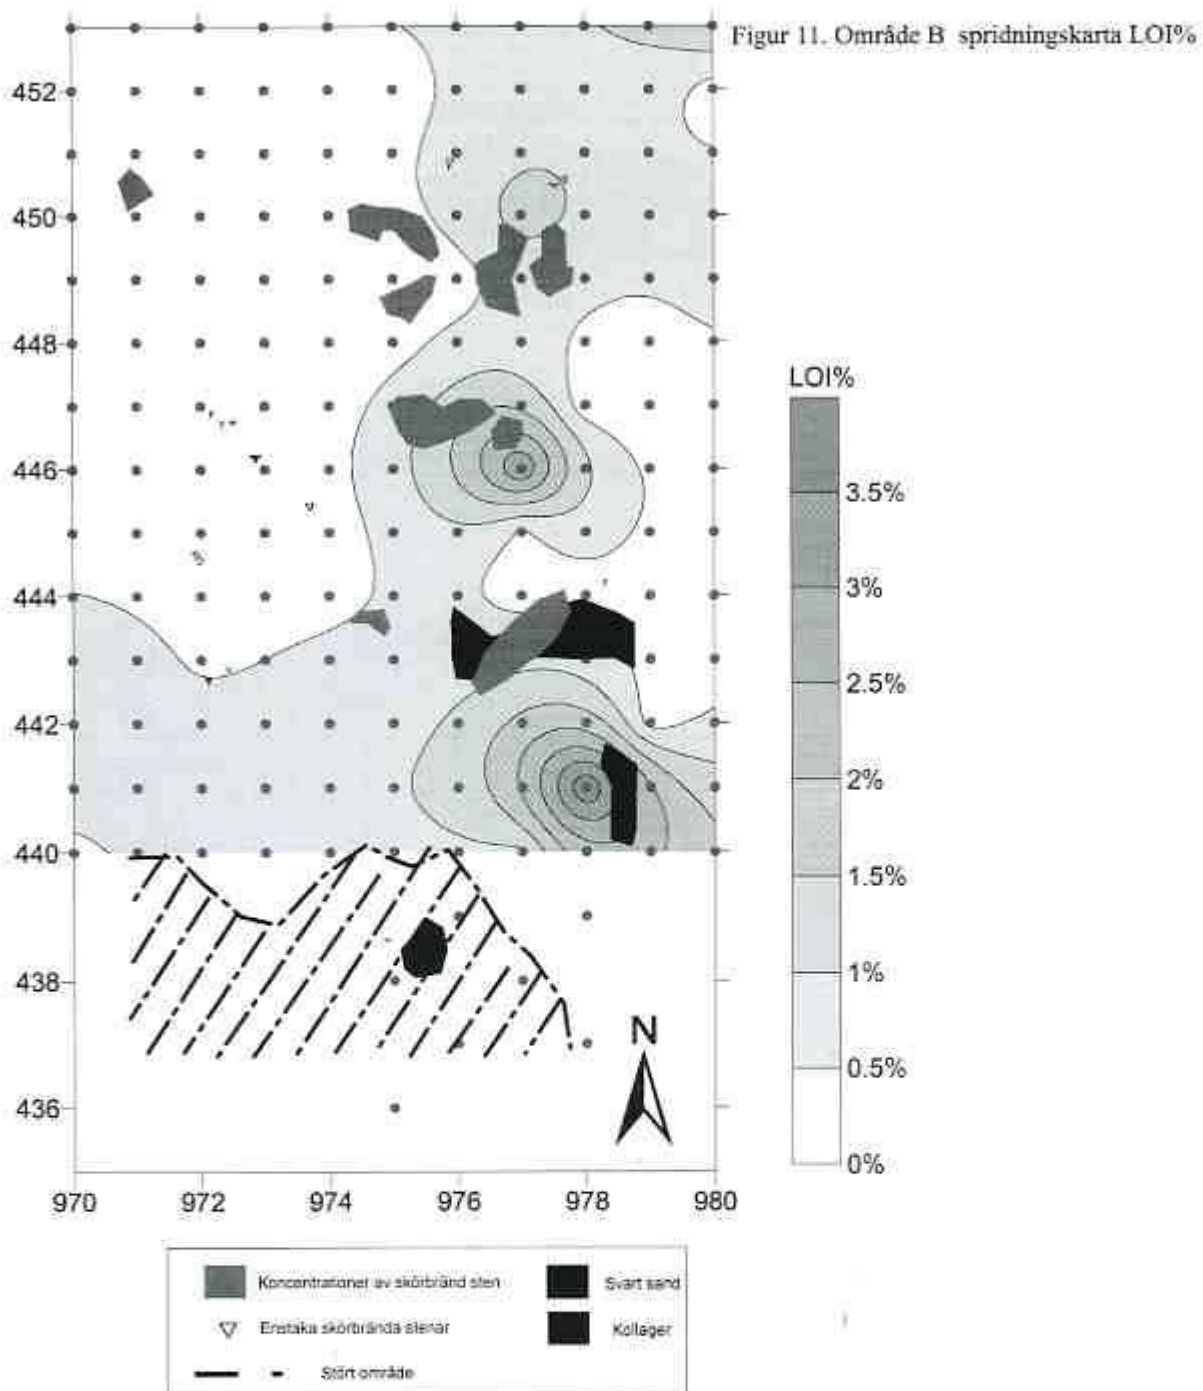 Figur 11. Område B spridningskarta LOI%
452
450
448
446
444
442
440
438
436
970
972
974
976
978
980
LOI%
3.5%
3%
2.5%
2%
1.5%
1%
0.5%
0%
N
Koncentrationer av skörbränd sten
Svart sand
Enstaka skörbrända stenar
Kollager
Stört område